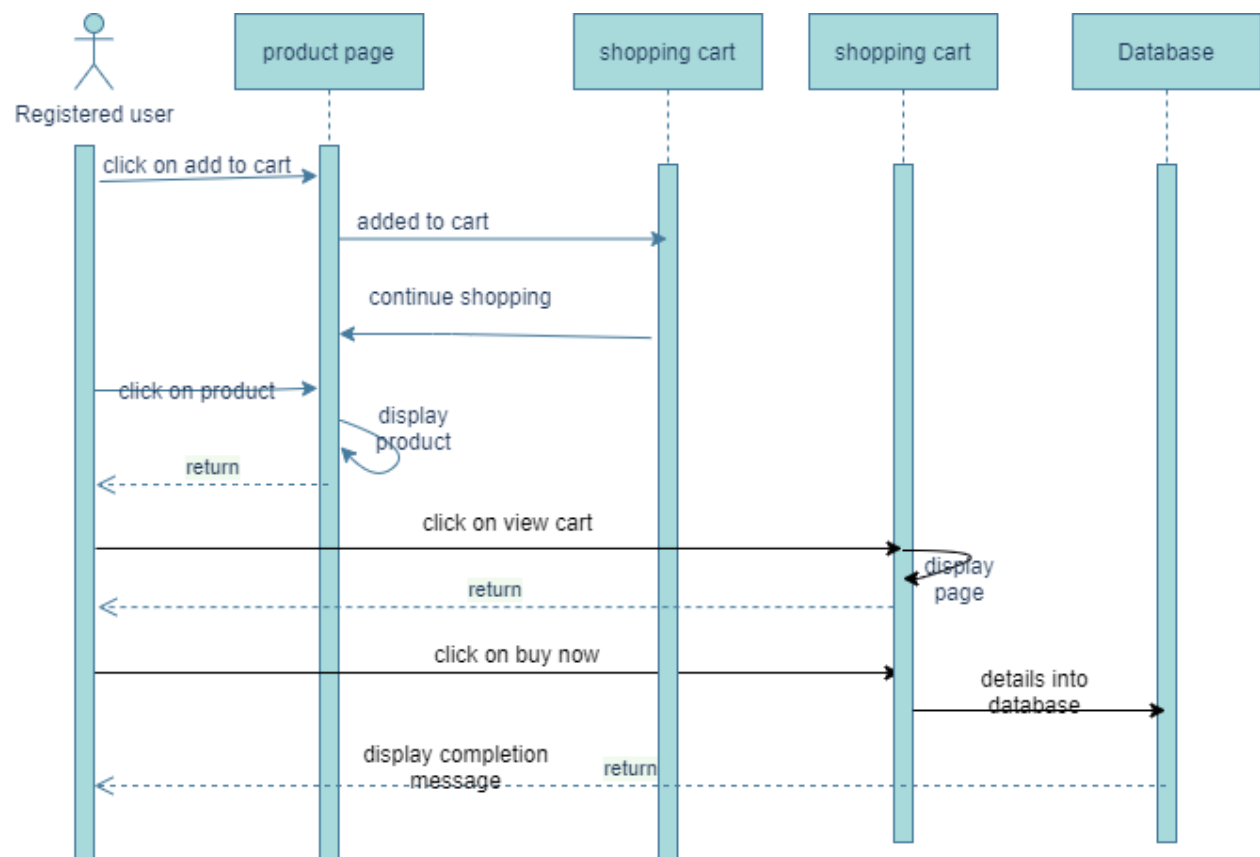 product page
shopping cart
shopping cart
Database
Registered user
click on add to cart
added to cart
continue shopping
click on product
display
product
return
click on view cart
display
page
return
click on buy now
details into
database
display completion
message
return